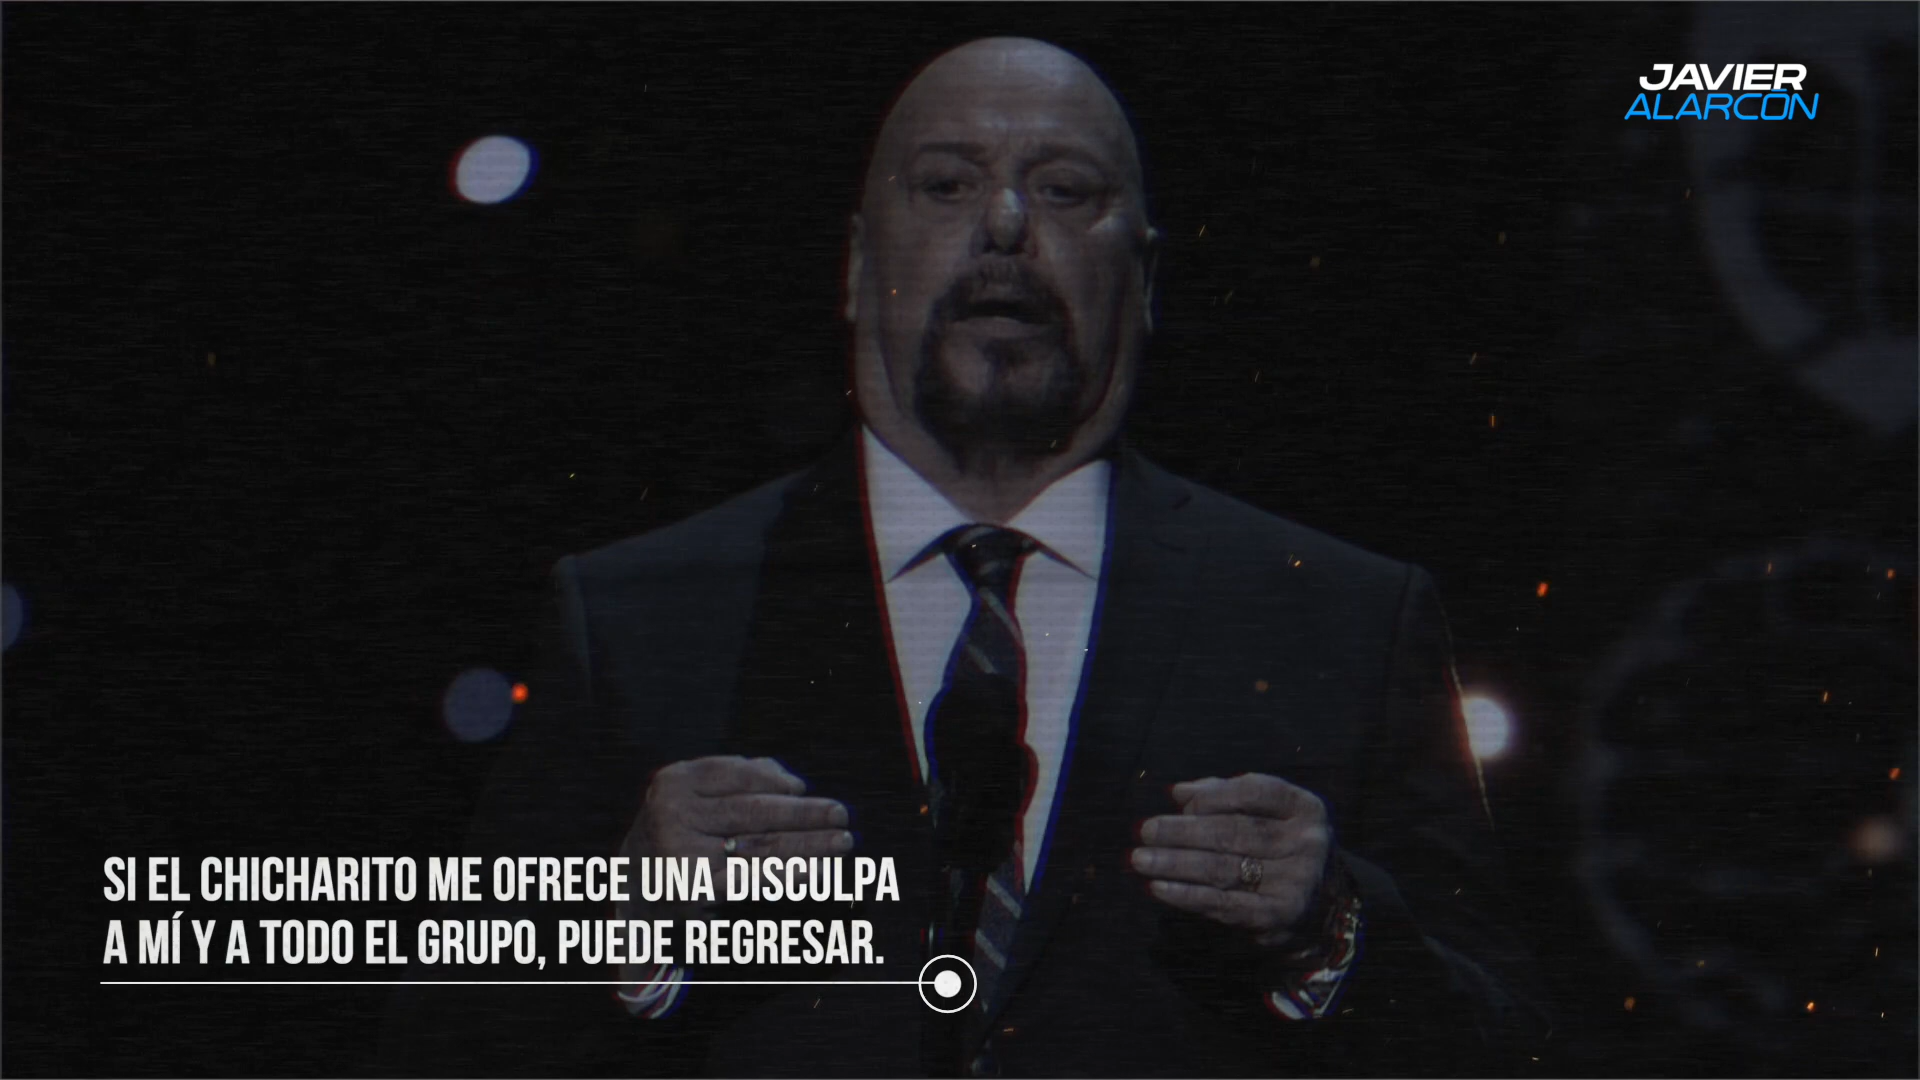 JAVIER
ALARCÓN
SI EL CHICHARITO ME OFRECE UNA DISCULPA
A MÍ Y A TODO EL GRUPO, PUEDE REGRESAR.